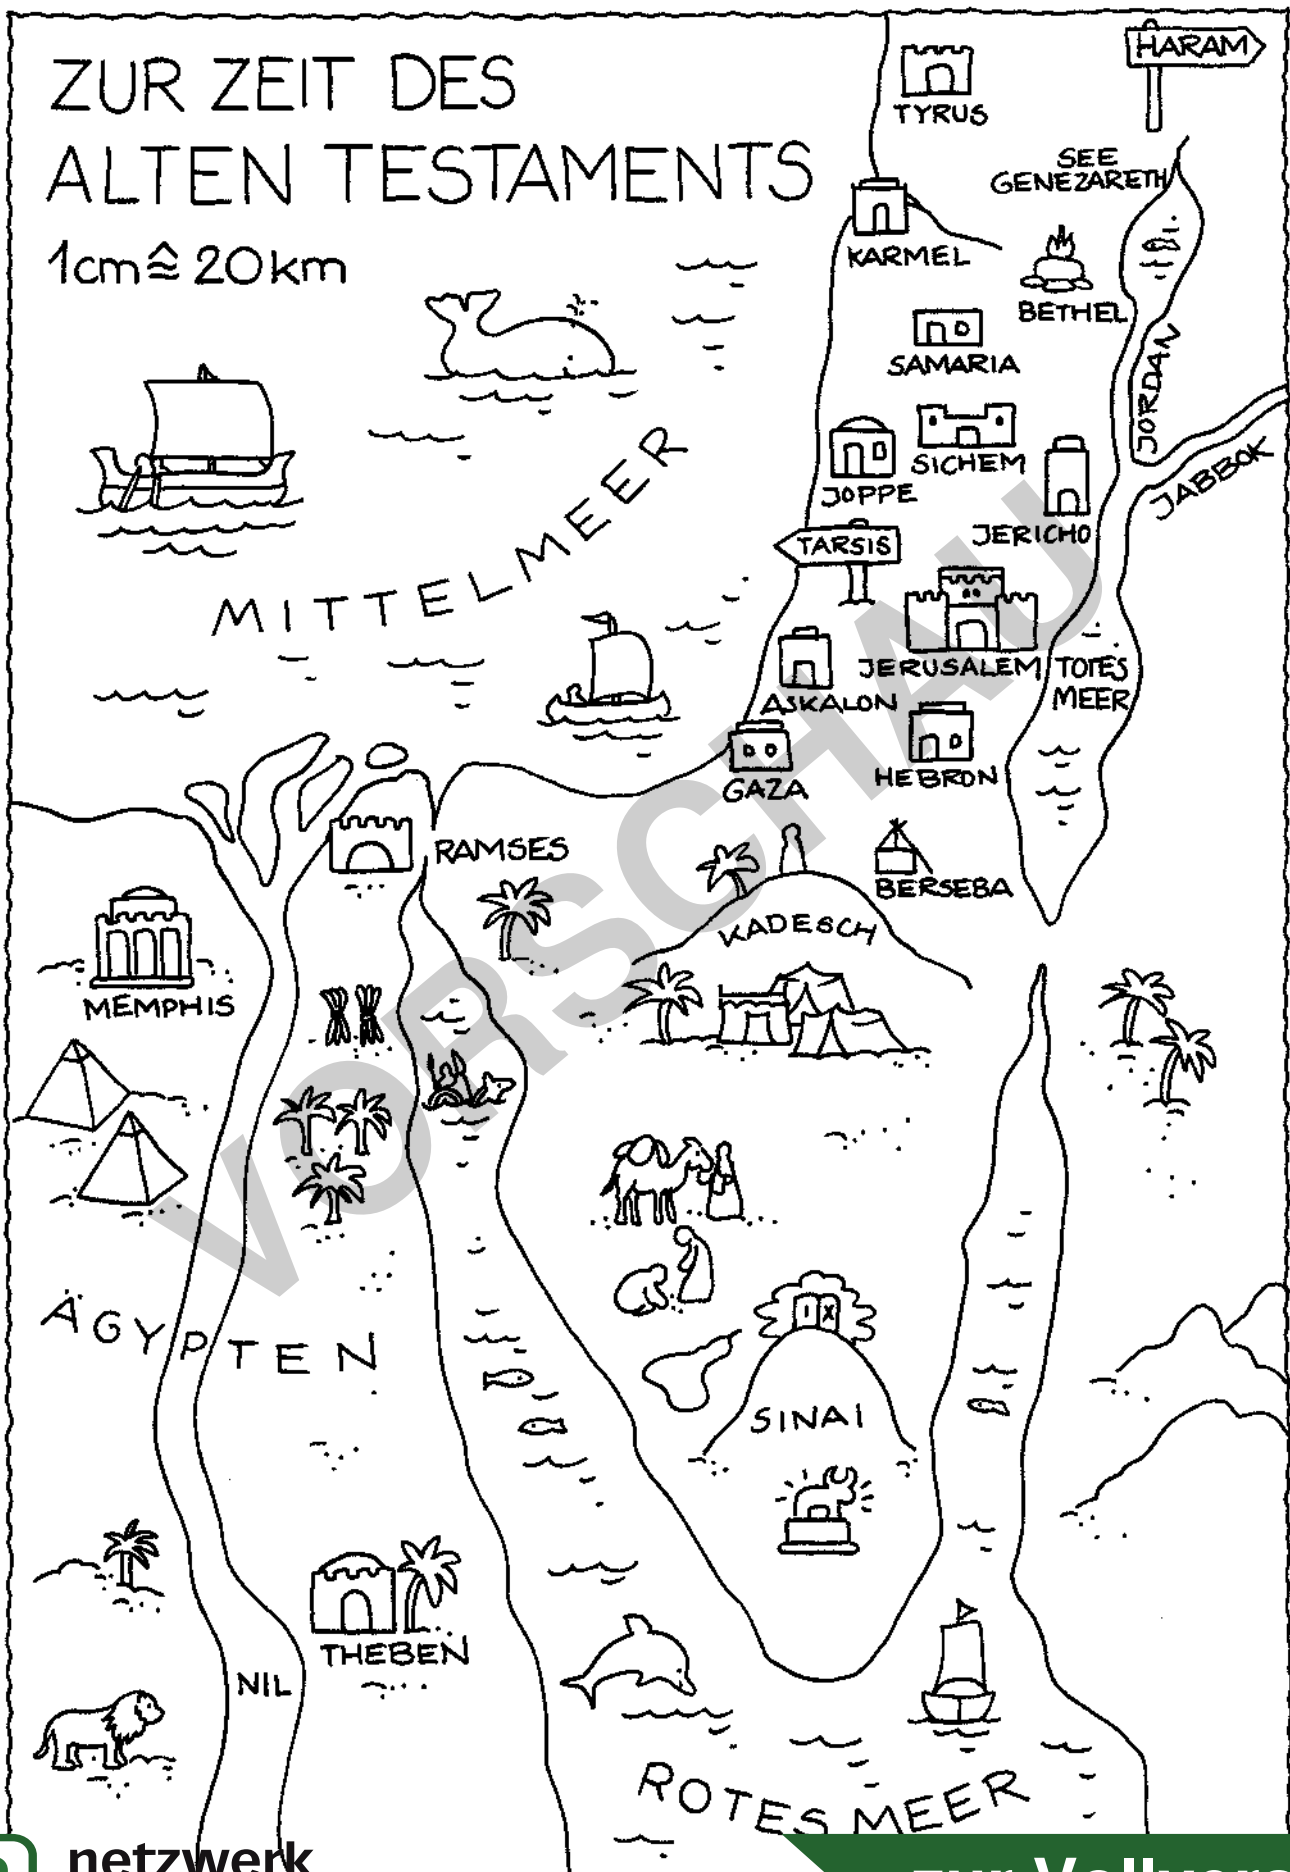 ZUR ZEIT DES
ALTEN TESTAMENTS
1cm ≙ 20km
HARAM
TYRUS
SEE
GENEZARETH
KARMEL
BETHEL
SAMARIA
JORDAN
SICHEM
JOPPE
JABBOK
JERICHO
TARSIS
MITTELMEER
JERUSALEM
TOTES
MEER
ASKALON
HEBRON
GAZA
RAMSES
BERSEBA
KADESCH
MEMPHIS
VORSCHAU
ÄGYPTEN
I X
SINAI
THEBEN
NIL
ROTES MEER
netzwerk